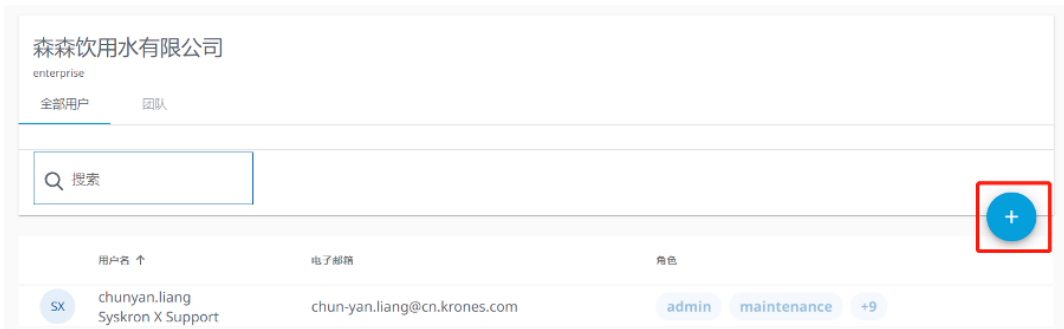 森森饮用水有限公司
enterprise
全部用户 团队
搜索
+
用户名 ↑ 电子邮箱 角色
SX chunyan.liang chun-yan.liang@cn.krones.com admin maintenance +9
Syskron X Support